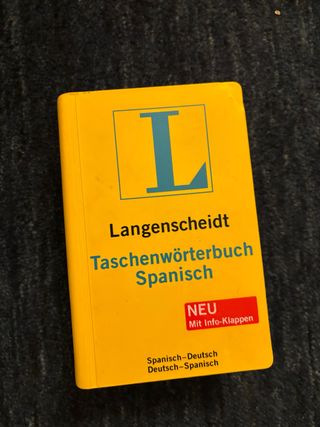 L
Langenscheidt
Taschenwörterbuch
Spanisch
NEU
Mit Info-Klappen
Spanisch–Deutsch
Deutsch–Spanisch